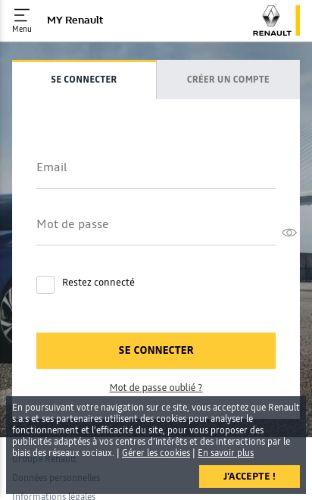 Menu
MY Renault
RENAULT
SE CONNECTER
CRÉER UN COMPTE
Email
Mot de passe
Restez connecté
SE CONNECTER
Mot de passe oublié ?
En poursuivant votre navigation sur ce site, vous acceptez que Renault
s a s et ses partenaires utilisent des cookies pour analyser le
fonctionnement et l'efficacité du site, pour vous proposer des
publicités adaptées à vos centres d'intérêts et des interactions par le
biais des réseaux sociaux. | Gérer les cookies | En savoir plus
Groupe Renault
J'ACCEPTE !
Données personnelles
Informations légales